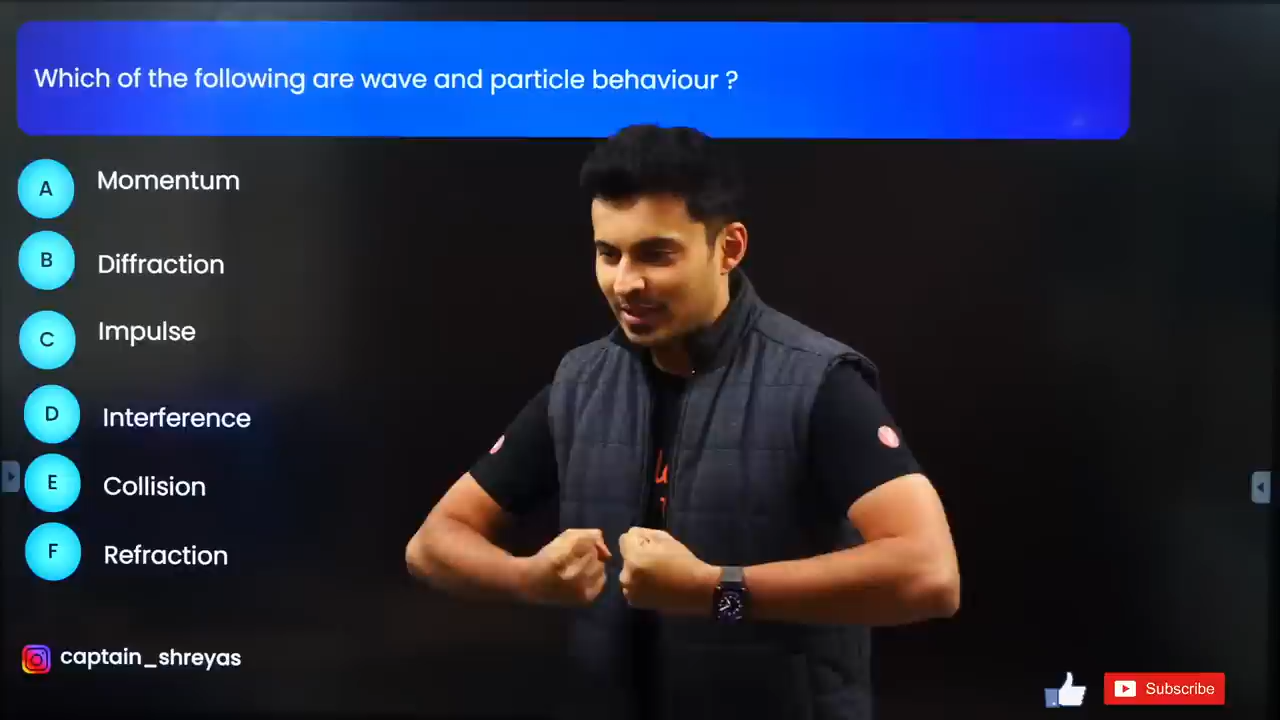 Which of the following are wave and particle behaviour ?
A Momentum
B Diffraction
C Impulse
D Interference
E Collision
F Refraction
captain_shreyas
Subscribe